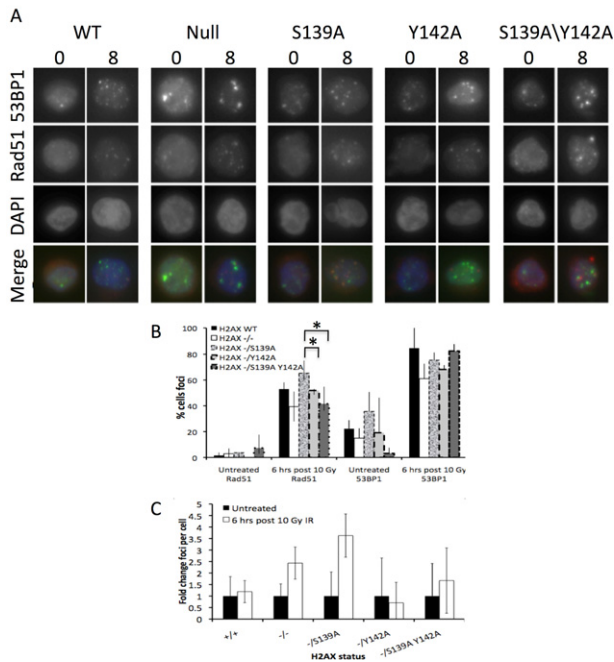 A
WT Null S139A Y142A S139A\Y142A
0 8 0 8 0 8 0 8 0 8
53BP1
Rad51
DAPI
Merge
B
H2AX WT
H2AX -/-
H2AX -/S139A
H2AX -/Y142A
H2AX -/S139A Y142A
*
*
% cells foci
100
80
60
40
20
0
Untreated 6 hrs post 10 Gy Untreated 6 hrs post 10 Gy
Rad51 Rad51 53BP1 53BP1
C
Untreated
6 hrs post 10 Gy IR
Fold change foci per cell
5
4.5
4
3.5
3
2.5
2
1.5
1
0.5
0
+/+ -/- -/S139A -/Y142A -/S139A Y142A
H2AX status